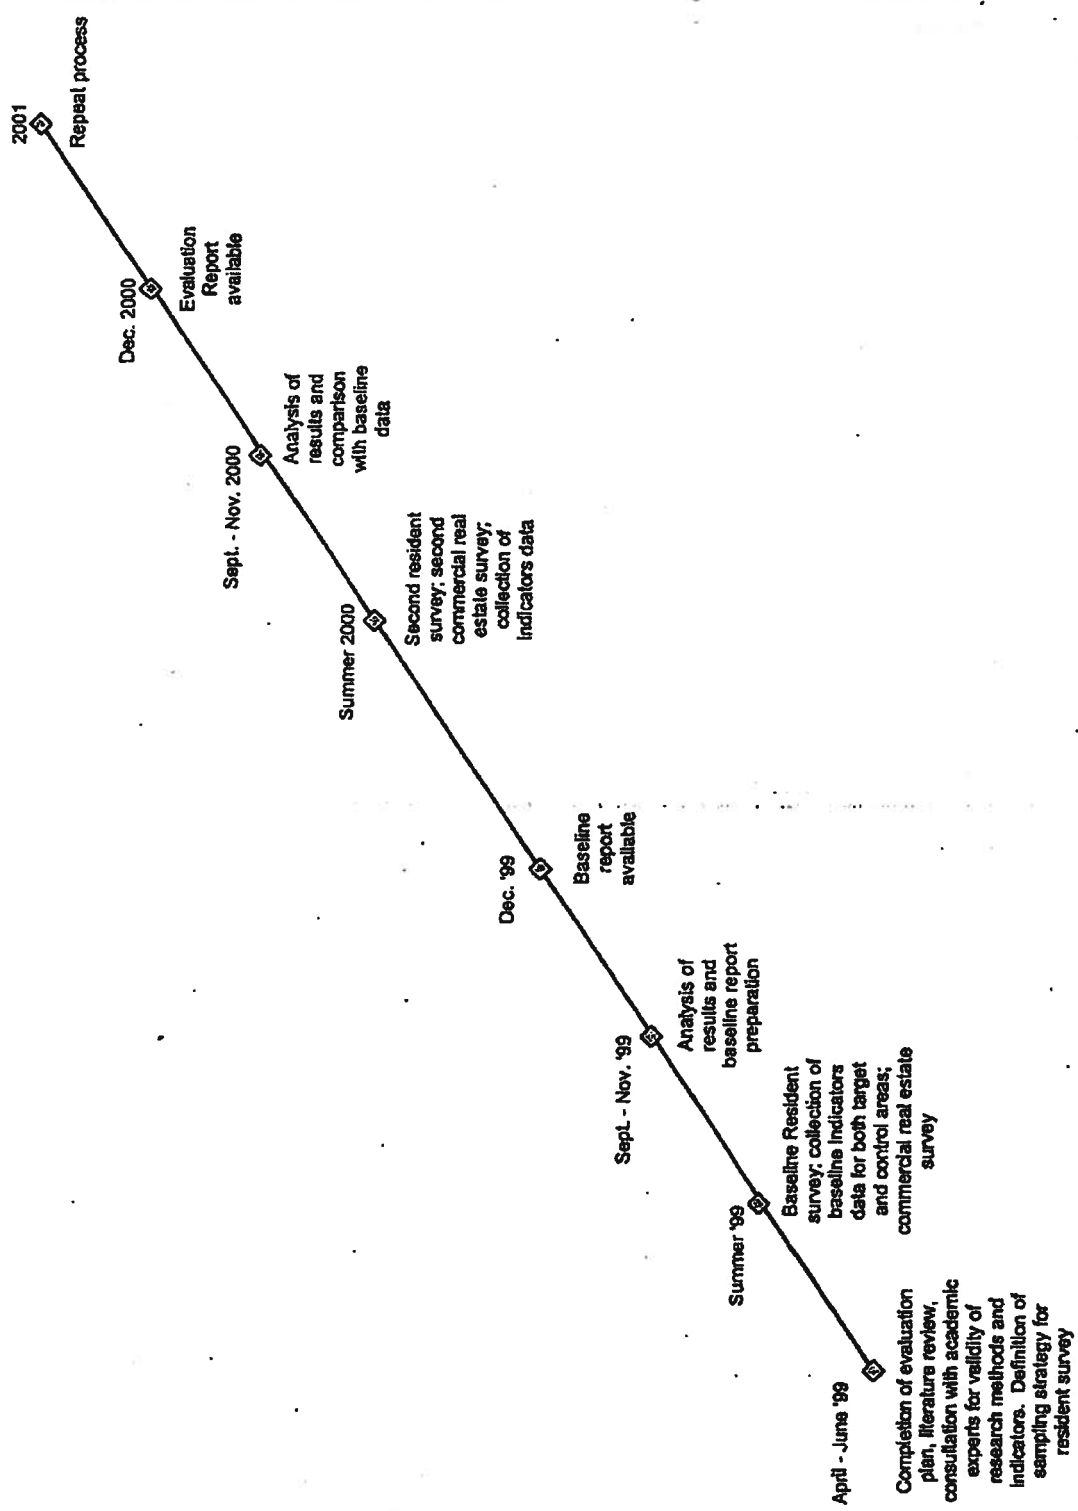 April - June '99
Completion of evaluation
plan, literature review,
consultation with academic
experts for validity of
research methods and
indicators. Definition of
sampling strategy for
resident survey
Summer '99
Baseline Resident
survey; collection of
baseline indicators
data for both target
and control areas;
commercial real estate
survey
Sept. - Nov. '99
Analysis of
results and
baseline report
preparation
Dec. '99
Baseline
report
available
Summer 2000
Second resident
survey; second
commercial real
estate survey;
collection of
indicators data
Sept. - Nov. 2000
Analysis of
results and
comparison
with baseline
data
Dec. 2000
Evaluation
Report
available
2001
Repeat process